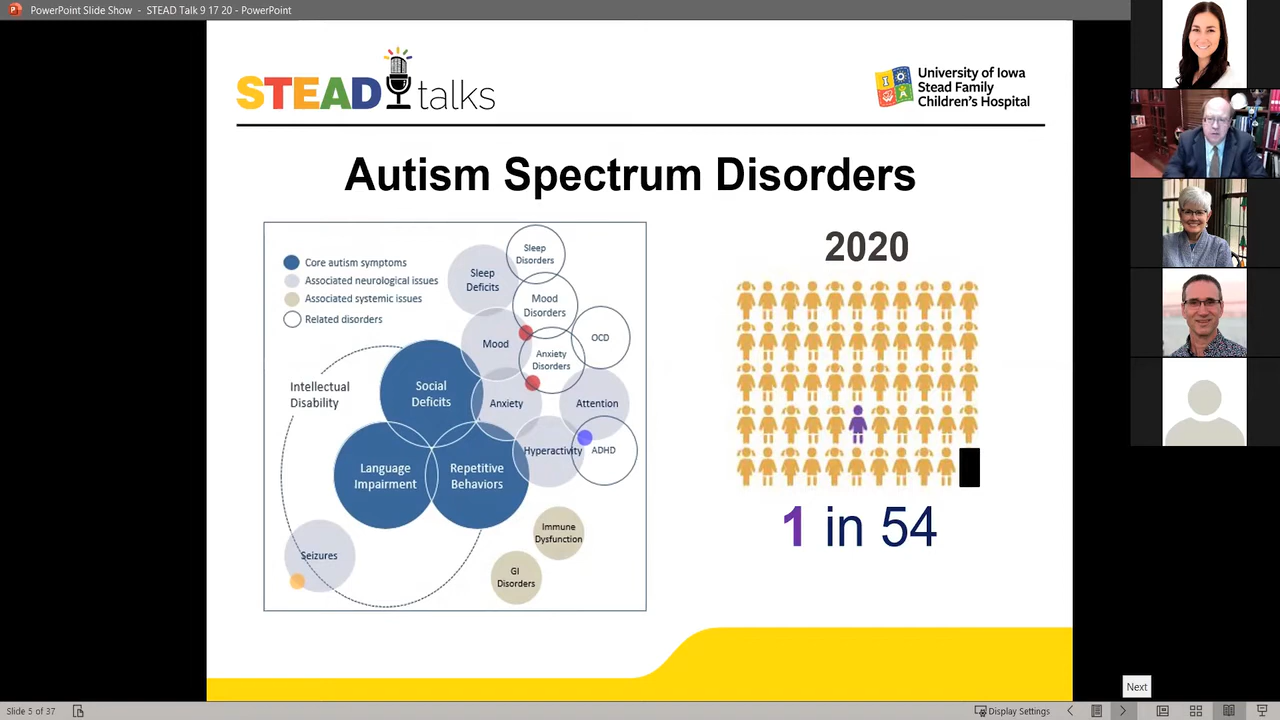 PowerPoint Slide Show - STEAD Talk 9 17 20 - PowerPoint
STEAD talks
University of Iowa
Stead Family
Children's Hospital
Autism Spectrum Disorders
Core autism symptoms
Associated neurological issues
Associated systemic issues
Related disorders
Sleep
Disorders
Sleep
Deficits
Mood
Disorders
Mood
OCD
Anxiety
Disorders
Intellectual
Disability
Social
Deficits
Anxiety
Attention
Language
Impairment
Repetitive
Behaviors
Hyperactivity
ADHD
Seizures
Immune
Dysfunction
GI
Disorders
2020
1 in 54
Next
Slide 5 of 37
Display Settings